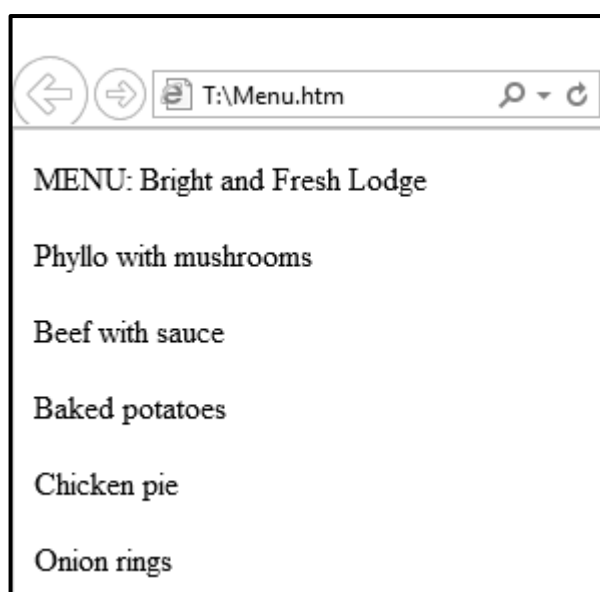 T:\Menu.htm
MENU: Bright and Fresh Lodge
Phyllo with mushrooms
Beef with sauce
Baked potatoes
Chicken pie
Onion rings